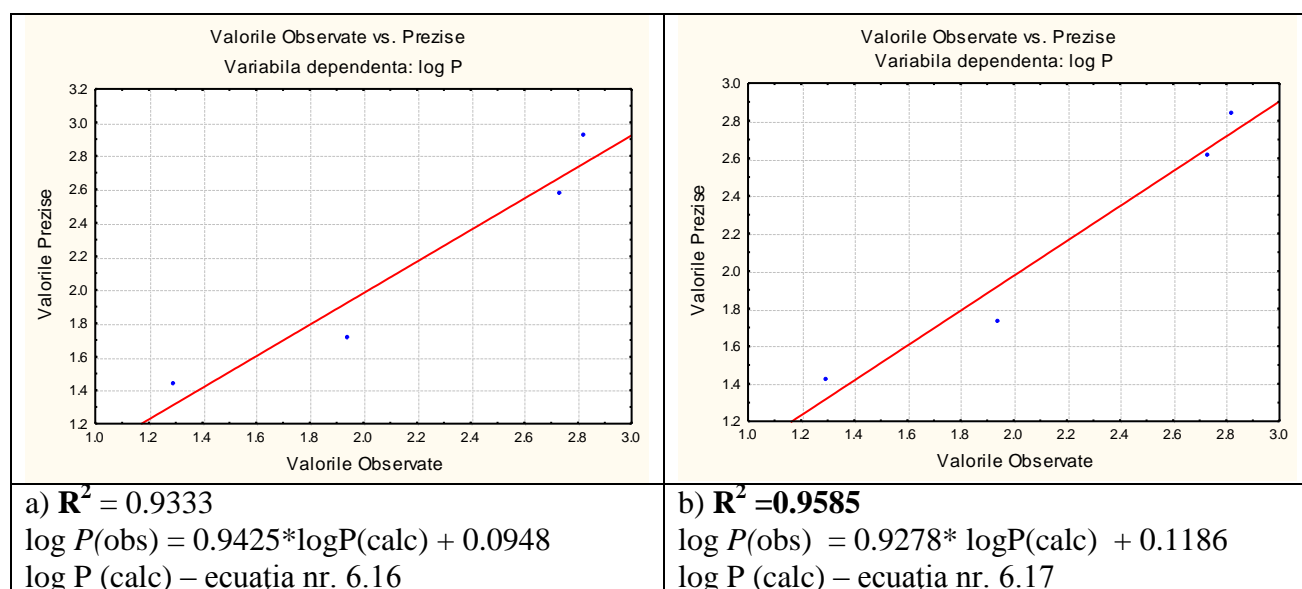 Valorile Observate vs. Prezise
Variabila dependenta: log P
3.2
3.0
2.8
2.6
2.4
2.2
2.0
1.8
1.6
1.4
1.2
Valorile Prezise
1.0 1.2 1.4 1.6 1.8 2.0 2.2 2.4 2.6 2.8 3.0
Valorile Observate
a) R² = 0.9333
log P(obs) = 0.9425*logP(calc) + 0.0948
log P (calc) – ecuația nr. 6.16
Valorile Observate vs. Prezise
Variabila dependenta: log P
3.0
2.8
2.6
2.4
2.2
2.0
1.8
1.6
1.4
1.2
Valorile Prezise
1.0 1.2 1.4 1.6 1.8 2.0 2.2 2.4 2.6 2.8 3.0
Valorile Observate
b) R² =0.9585
log P(obs) = 0.9278* logP(calc) + 0.1186
log P (calc) – ecuația nr. 6.17